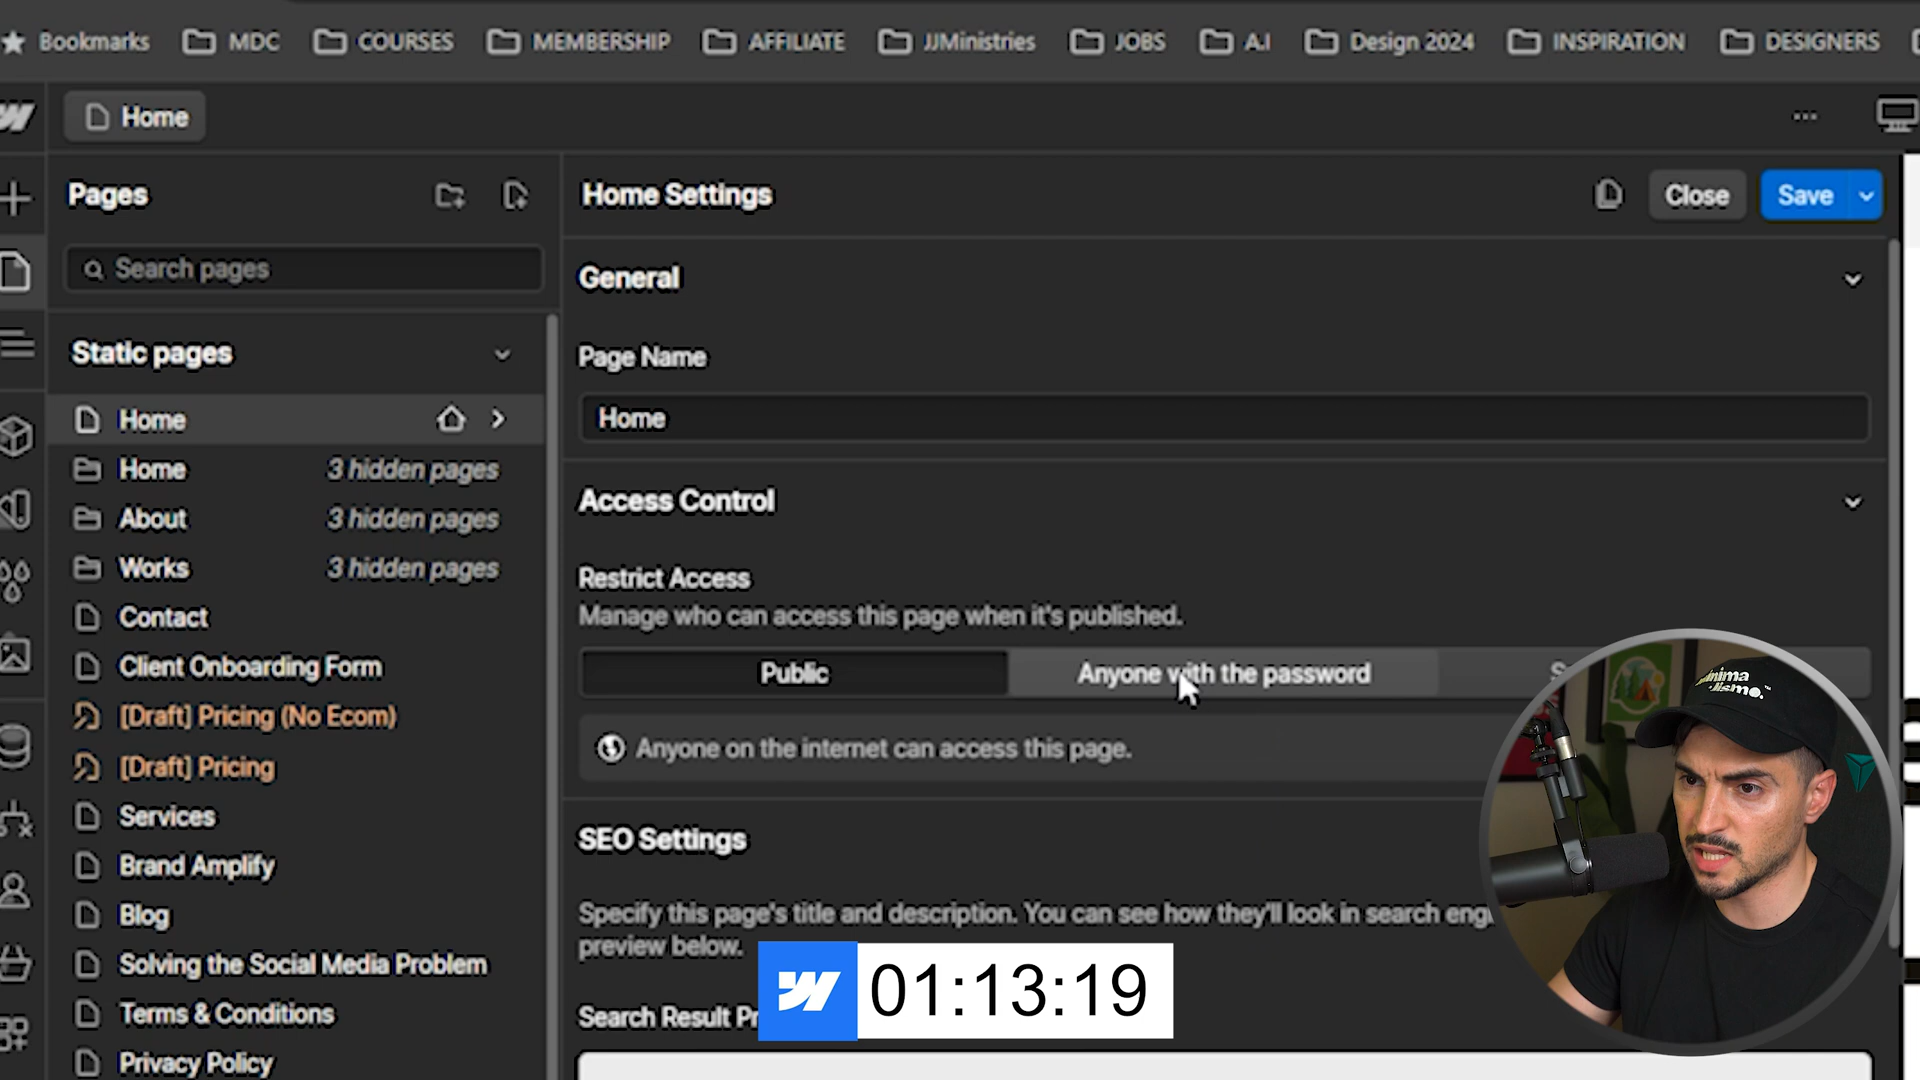 Bookmarks MDC COURSES MEMBERSHIP AFFILIATE JJMinistries JOBS A.I Design 2024 INSPIRATION DESIGNERS
Home
Pages
Home Settings
Close
Save
Search pages
General
Static pages
Page Name
Home
Home
Home 3 hidden pages
About 3 hidden pages
Works 3 hidden pages
Contact
Client Onboarding Form
[Draft] Pricing (No Ecom)
[Draft] Pricing
Services
Brand Amplify
Blog
Solving the Social Media Problem
Terms & Conditions
Privacy Policy
Access Control
Restrict Access
Manage who can access this page when it's published.
Public
Anyone with the password
Anyone on the internet can access this page.
SEO Settings
Specify this page's title and description. You can see how they'll look in search
preview below.
Search Result
01:13:19